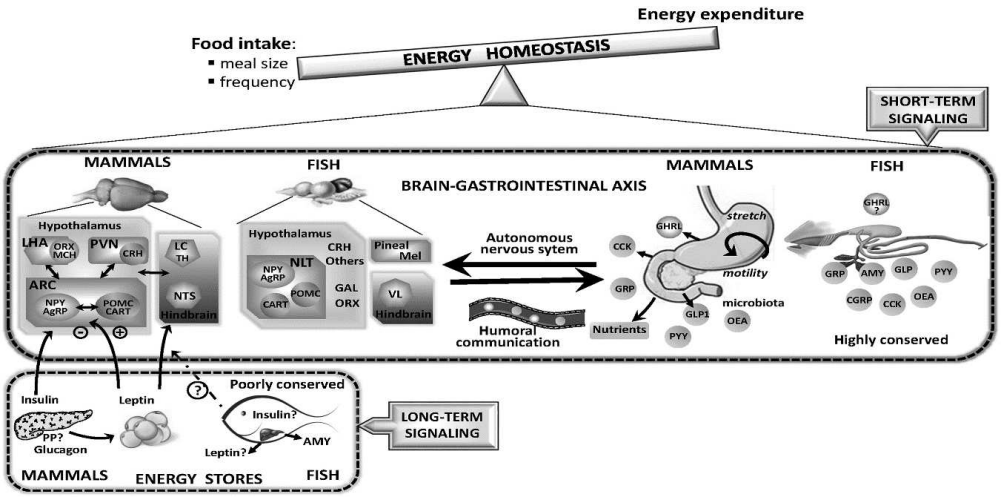 Energy expenditure
Food intake:
▪ meal size
▪ frequency
ENERGY HOMEOSTASIS
SHORT-TERM
SIGNALING
MAMMALS
FISH
BRAIN-GASTROINTESTINAL AXIS
MAMMALS
FISH
Hypothalamus
LHA
ORX
MCH
PVN
CRH
LC
TH
ARC
NPY
AgRP
POMC
CART
NTS
Hindbrain
Hypothalamus
CRH
Others
NLT
NPY
AgRP
POMC
CART
GAL
ORX
Pineal
Mel
VL
Hindbrain
Autonomous
nervous sytem
Humoral
communication
stretch
motility
GHRL
CCK
GRP
Nutrients
GLP1
PYY
OEA
microbiota
GHRL
?
GRP
AMY
GLP
PYY
CGRP
CCK
OEA
Highly conserved
-
+
?
Insulin
Leptin
PP?
Glucagon
Poorly conserved
Insulin?
Leptin?
AMY
MAMMALS
ENERGY STORES
FISH
LONG-TERM
SIGNALING